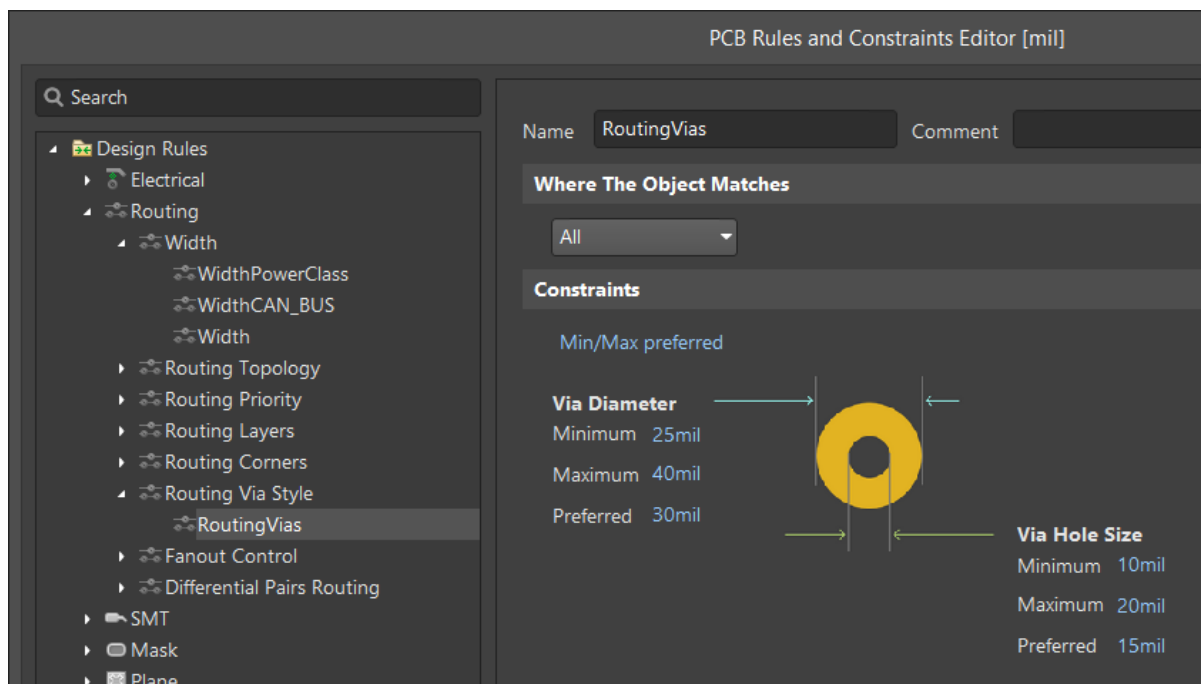 PCB Rules and Constraints Editor [mil]
Search
Design Rules
Electrical
Routing
Width
WidthPowerClass
WidthCAN_BUS
Width
Routing Topology
Routing Priority
Routing Layers
Routing Corners
Routing Via Style
RoutingVias
Fanout Control
Differential Pairs Routing
SMT
Mask
Plane
Name RoutingVias Comment
Where The Object Matches
All
Constraints
Min/Max preferred
Via Diameter
Minimum 25mil
Maximum 40mil
Preferred 30mil
Via Hole Size
Minimum 10mil
Maximum 20mil
Preferred 15mil